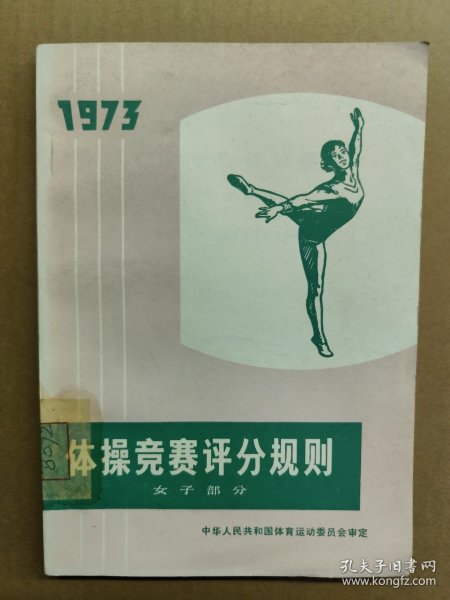 1973
体操竞赛评分规则
女子部分
中华人民共和国体育运动委员会审定
孔夫子旧书网
www.kongfz.com